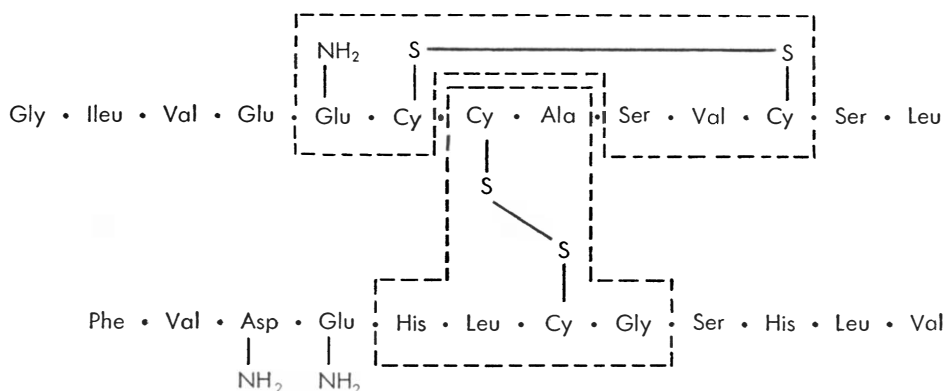 NH₂ S S
Gly · Ileu · Val · Glu · Glu · Cy · Cy · Ala · Ser · Val · Cy · Ser · Leu
S
S
Phe · Val · Asp · Glu · His · Leu · Cy · Gly · Ser · His · Leu · Val
NH₂ NH₂